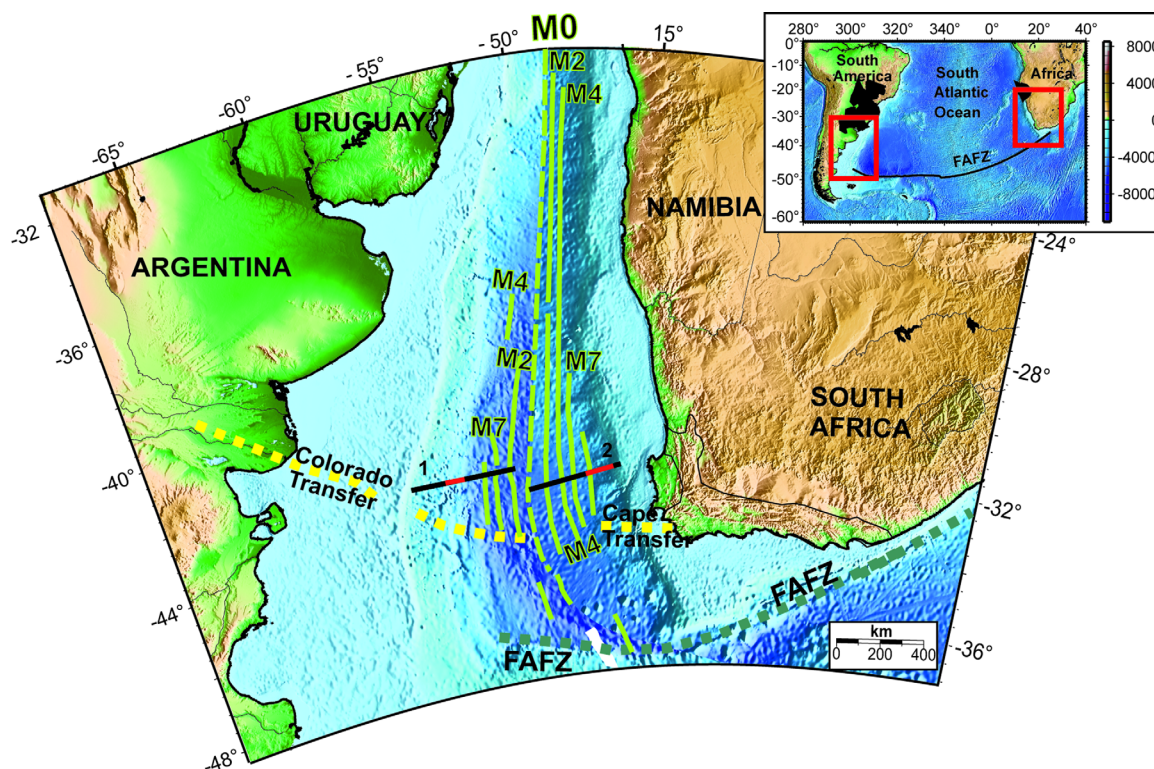 M0
- 50°
15°
-55°
-60°
-65°
M2
M4
URUGUAY
-32
NAMIBIA
-24°
ARGENTINA
M4
-36°
M2
M7
-28°
SOUTH
AFRICA
M7
1
2
Colorado
Transfer
-40°
Cape
Transfer
-32°
M4
FAFZ
-44°
FAFZ
km
0 200 400
-36°
-48°
280 300 320 340 0 20 40
0°
-10°
-20°
-30°
-40°
-50°
-60°
South
America
South
Atlantic
Ocean
Africa
FAFZ
8000
4000
0
-4000
-8000